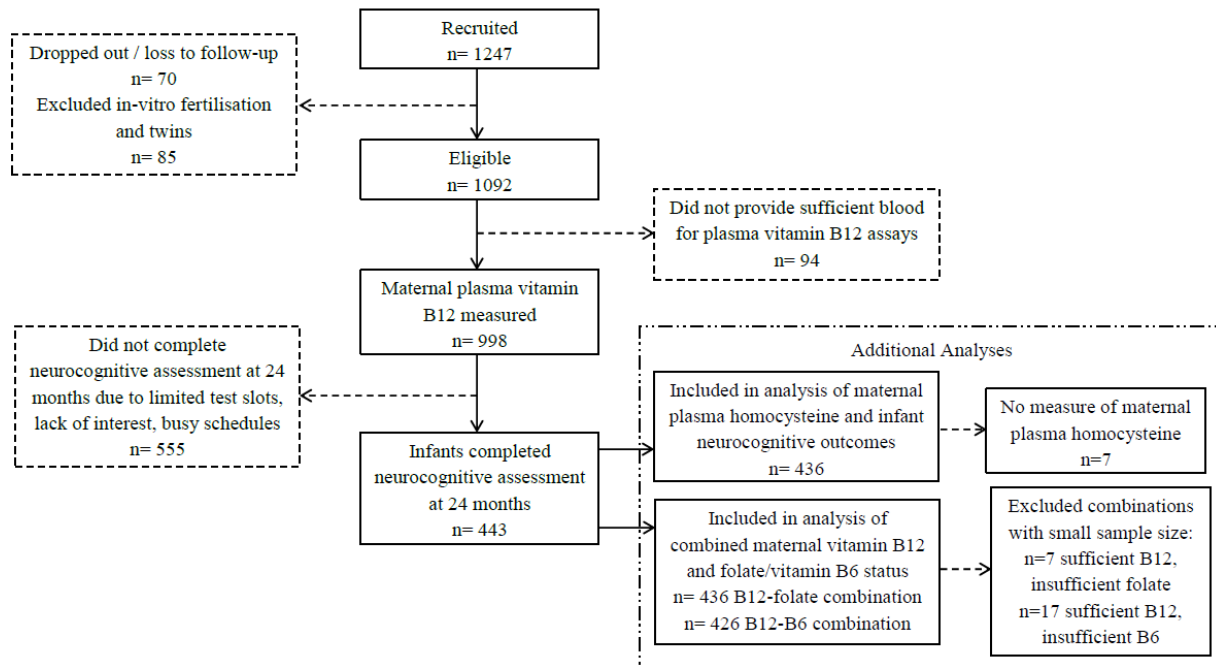 Recruited
n= 1247
Dropped out / loss to follow-up
n= 70
Excluded in-vitro fertilisation
and twins
n= 85
Eligible
n= 1092
Did not provide sufficient blood
for plasma vitamin B12 assays
n= 94
Maternal plasma vitamin
B12 measured
n= 998
Did not complete
neurocognitive assessment at 24
months due to limited test slots,
lack of interest, busy schedules
n= 555
Infants completed
neurocognitive assessment
at 24 months
n= 443
Additional Analyses
Included in analysis of maternal
plasma homocysteine and infant
neurocognitive outcomes
n= 436
No measure of maternal
plasma homocysteine
n=7
Included in analysis of
combined maternal vitamin B12
and folate/vitamin B6 status
n= 436 B12-folate combination
n= 426 B12-B6 combination
Excluded combinations
with small sample size:
n=7 sufficient B12,
insufficient folate
n=17 sufficient B12,
insufficient B6